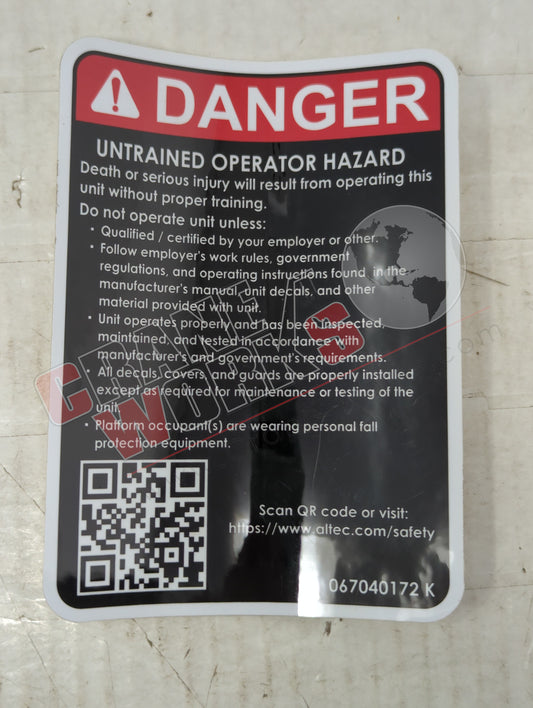 DANGER
UNTRAINED OPERATOR HAZARD
Death or serious injury will result from operating this
unit without proper training.
Do not operate unit unless:
• Qualified / certified by your employer or other.
• Follow employer's work rules, government
regulations, and operating instructions found in the
manufacturer's manual, unit decals, and other
material provided with unit.
• Unit operates properly and has been inspected,
maintained, and tested in accordance with
manufacturer's and government's requirements.
• All decals, covers, and guards are properly installed
except as required for maintenance or testing of the
unit.
• Platform occupant(s) are wearing personal fall
protection equipment.
Scan QR code or visit:
https://www.altec.com/safety
067040172 K
CRANE
WORKS
.com